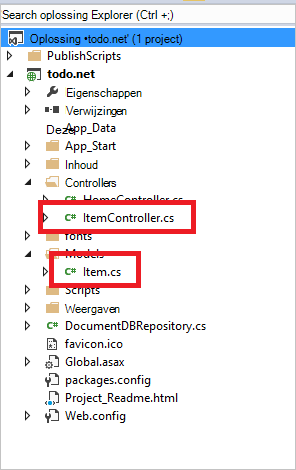 Search oplossing Explorer (Ctrl +;)
Oplossing •todo.net' (1 project)
PublishScripts
todo.net
Eigenschappen
Verwijzingen
App_Data
Deze
App_Start
Inhoud
Controllers
HomeController.cs
ItemController.cs
fonts
Models
Item.cs
Scripts
Weergaven
DocumentDBRepository.cs
favicon.ico
Global.asax
packages.config
Project_Readme.html
Web.config